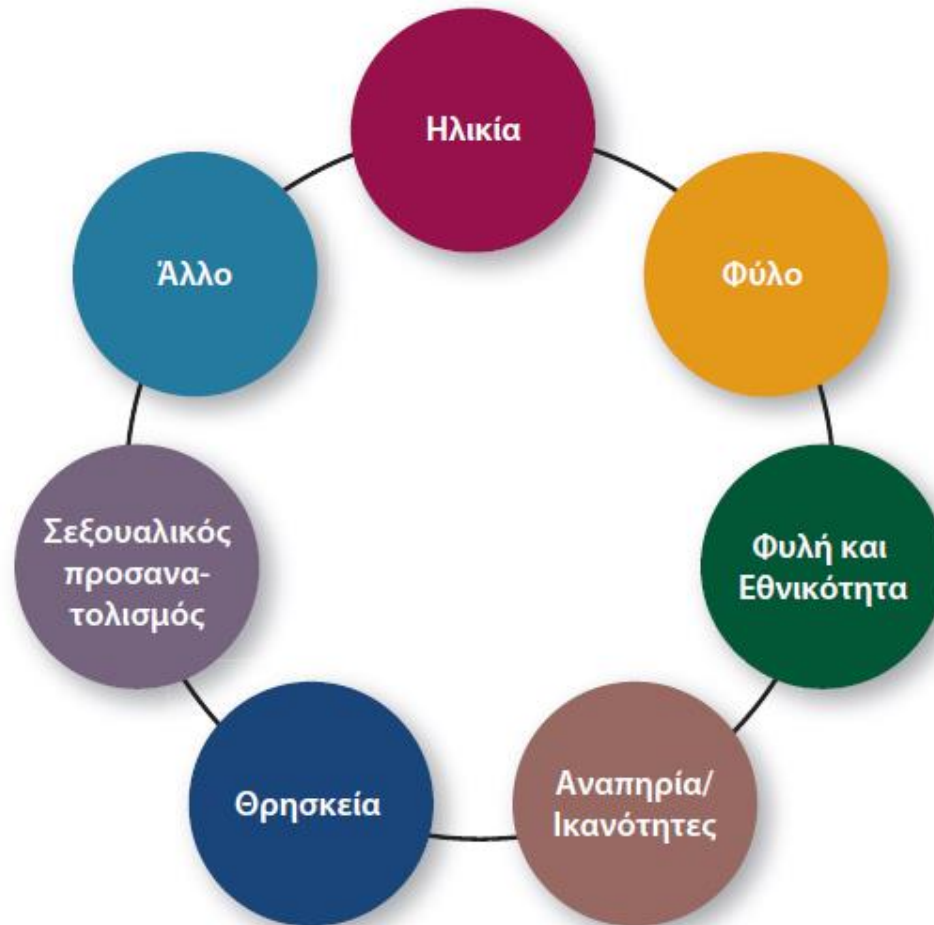 Ηλικία
Φύλο
Φυλή και
Εθνικότητα
Αναπηρία/
Ικανότητες
Θρησκεία
Σεξουαλικός
προσανα-
τολισμός
Άλλο